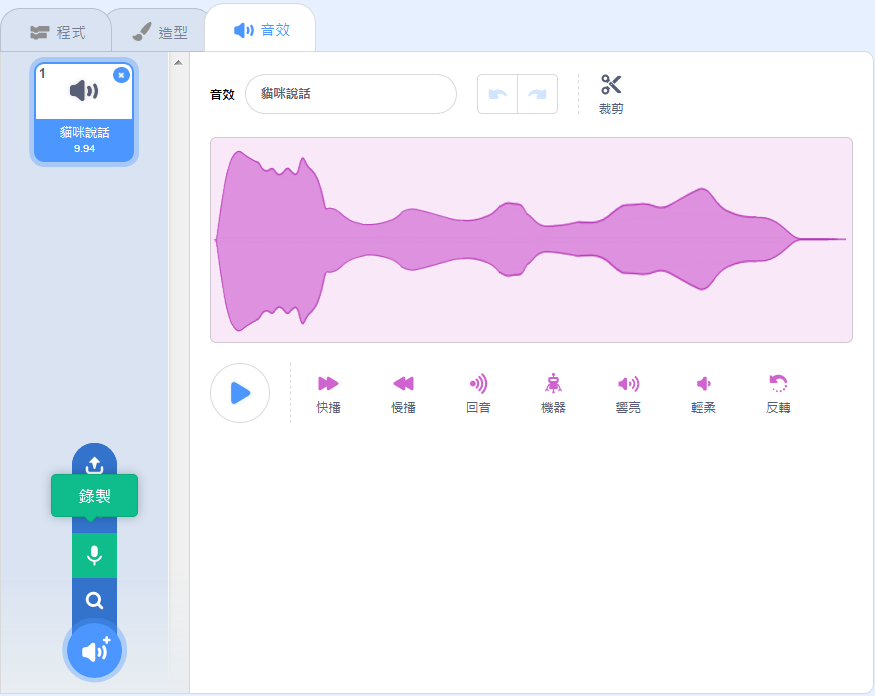 程式
造型
音效
1
貓咪說話
9.94
音效
貓咪說話
裁剪
快播
慢播
回音
機器
響亮
輕柔
反轉
錄製